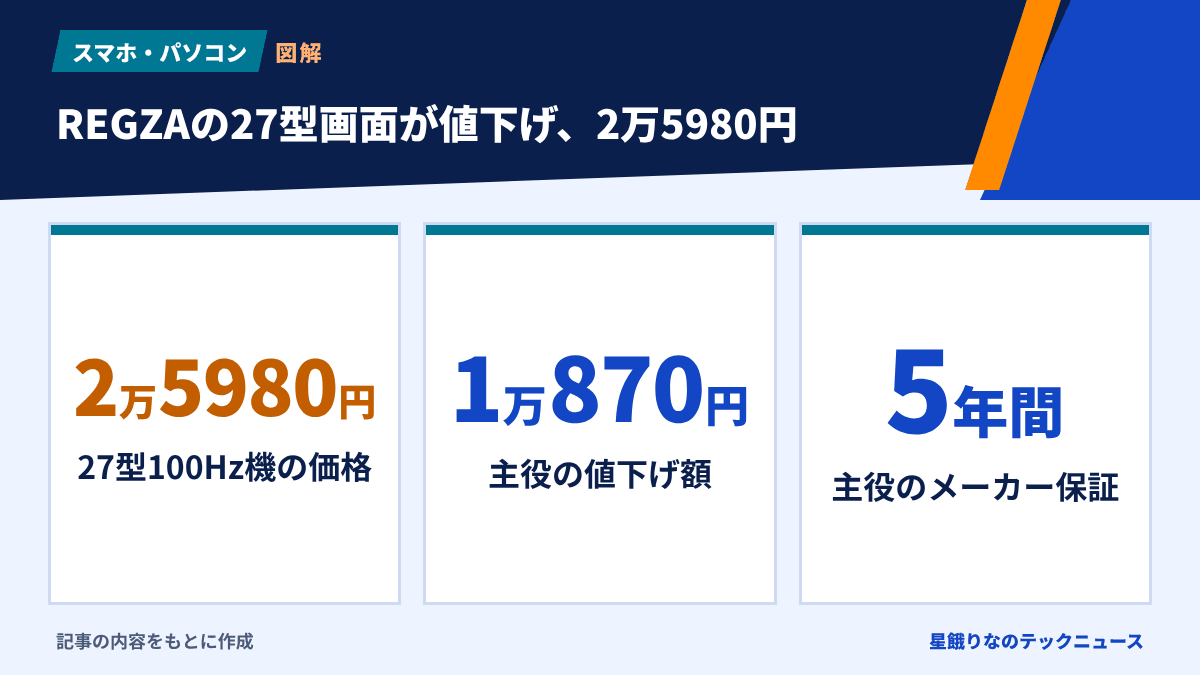 スマホ・パソコン 図解
REGZAの27型画面が値下げ、2万5980円
2万5980円
27型100Hz機の価格
1万870円
主役の値下げ額
5年間
主役のメーカー保証
記事の内容をもとに作成
星餓りなのテックニュース